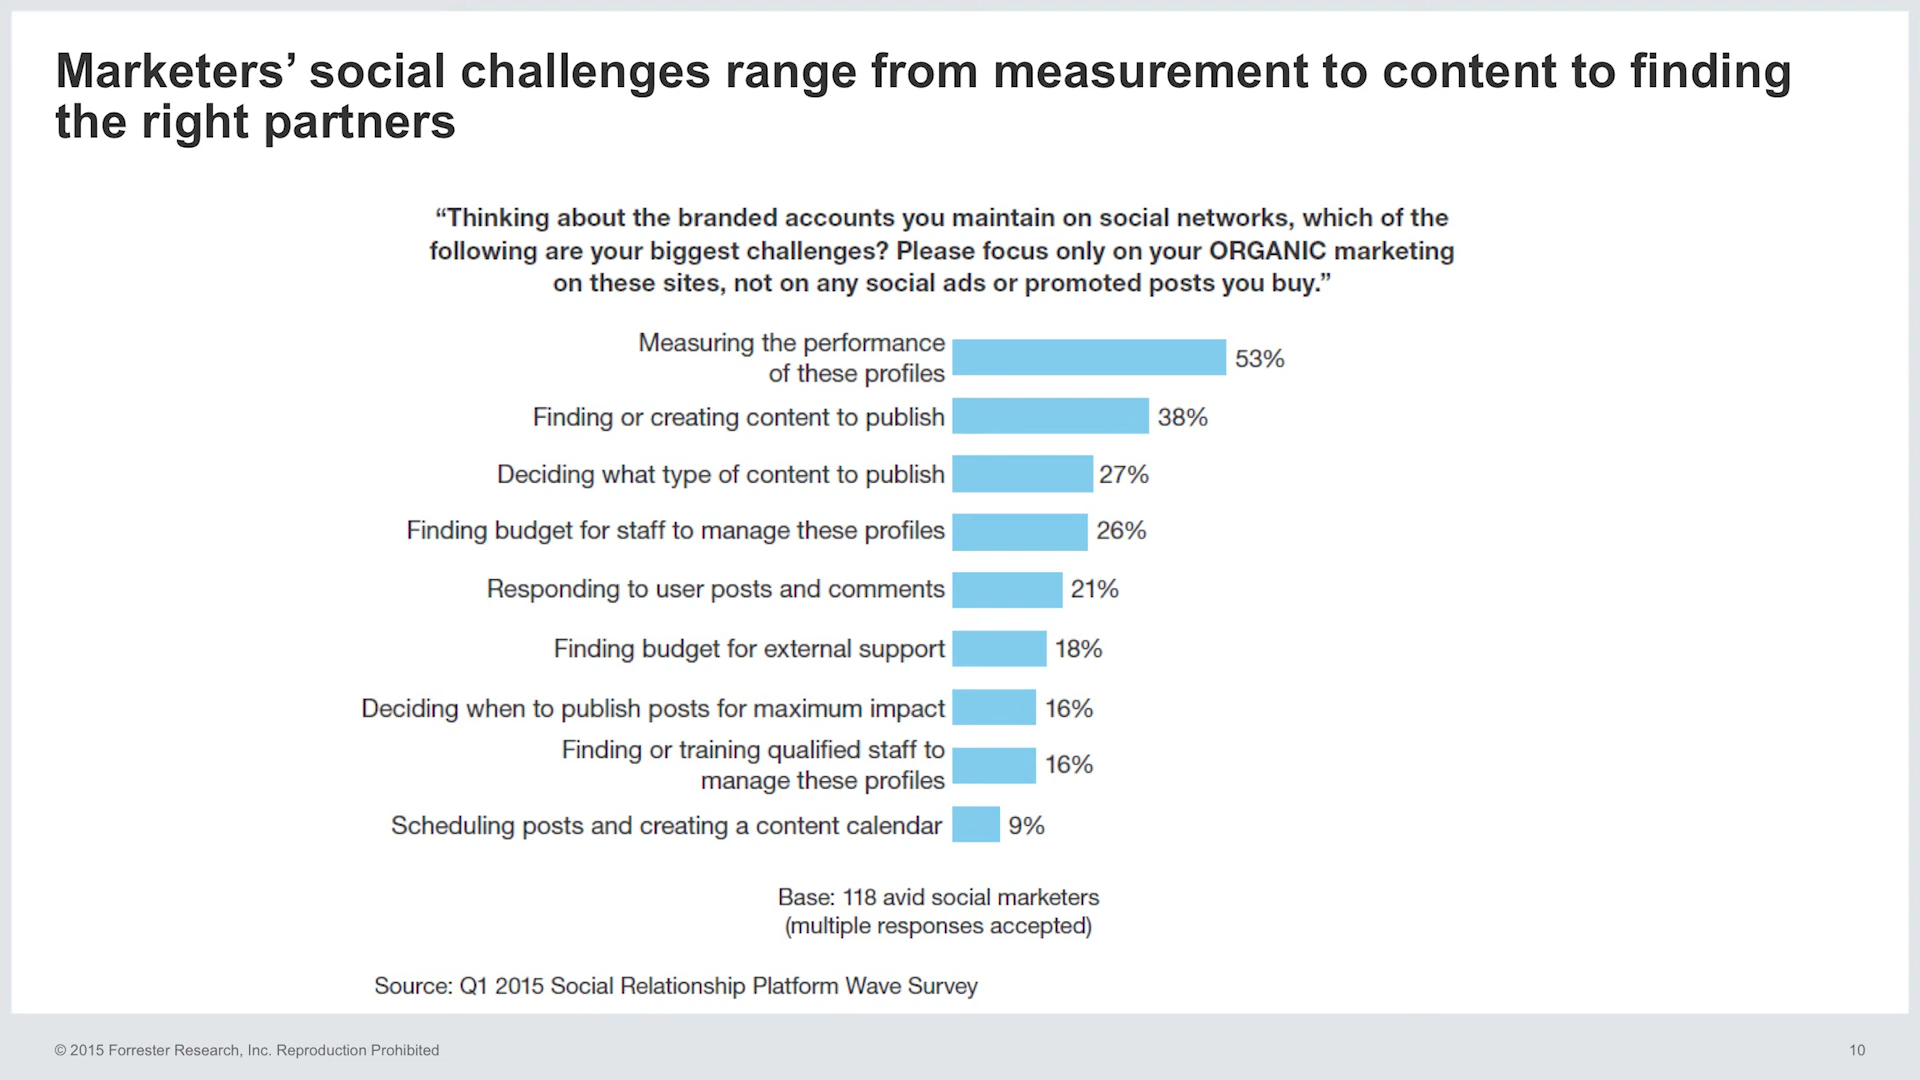 Marketers’ social challenges range from measurement to content to finding
the right partners
“Thinking about the branded accounts you maintain on social networks, which of the
following are your biggest challenges? Please focus only on your ORGANIC marketing
on these sites, not on any social ads or promoted posts you buy.”
Measuring the performance
of these profiles
53%
Finding or creating content to publish 38%
Deciding what type of content to publish 27%
Finding budget for staff to manage these profiles 26%
Responding to user posts and comments 21%
Finding budget for external support 18%
Deciding when to publish posts for maximum impact 16%
Finding or training qualified staff to
manage these profiles
16%
Scheduling posts and creating a content calendar 9%
Base: 118 avid social marketers
(multiple responses accepted)
Source: Q1 2015 Social Relationship Platform Wave Survey
© 2015 Forrester Research, Inc. Reproduction Prohibited 10